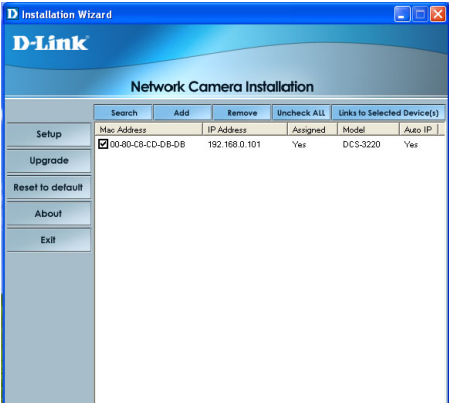 D Installation Wizard
D-Link
Network Camera Installation
Search Add Remove Uncheck ALL Links to Selected Device(s)
Mac Address IP Address Assigned Model Auto IP
00-80-C8-CD-DB-DB 192.168.0.101 Yes DCS-3220 Yes
Setup
Upgrade
Reset to default
About
Exit